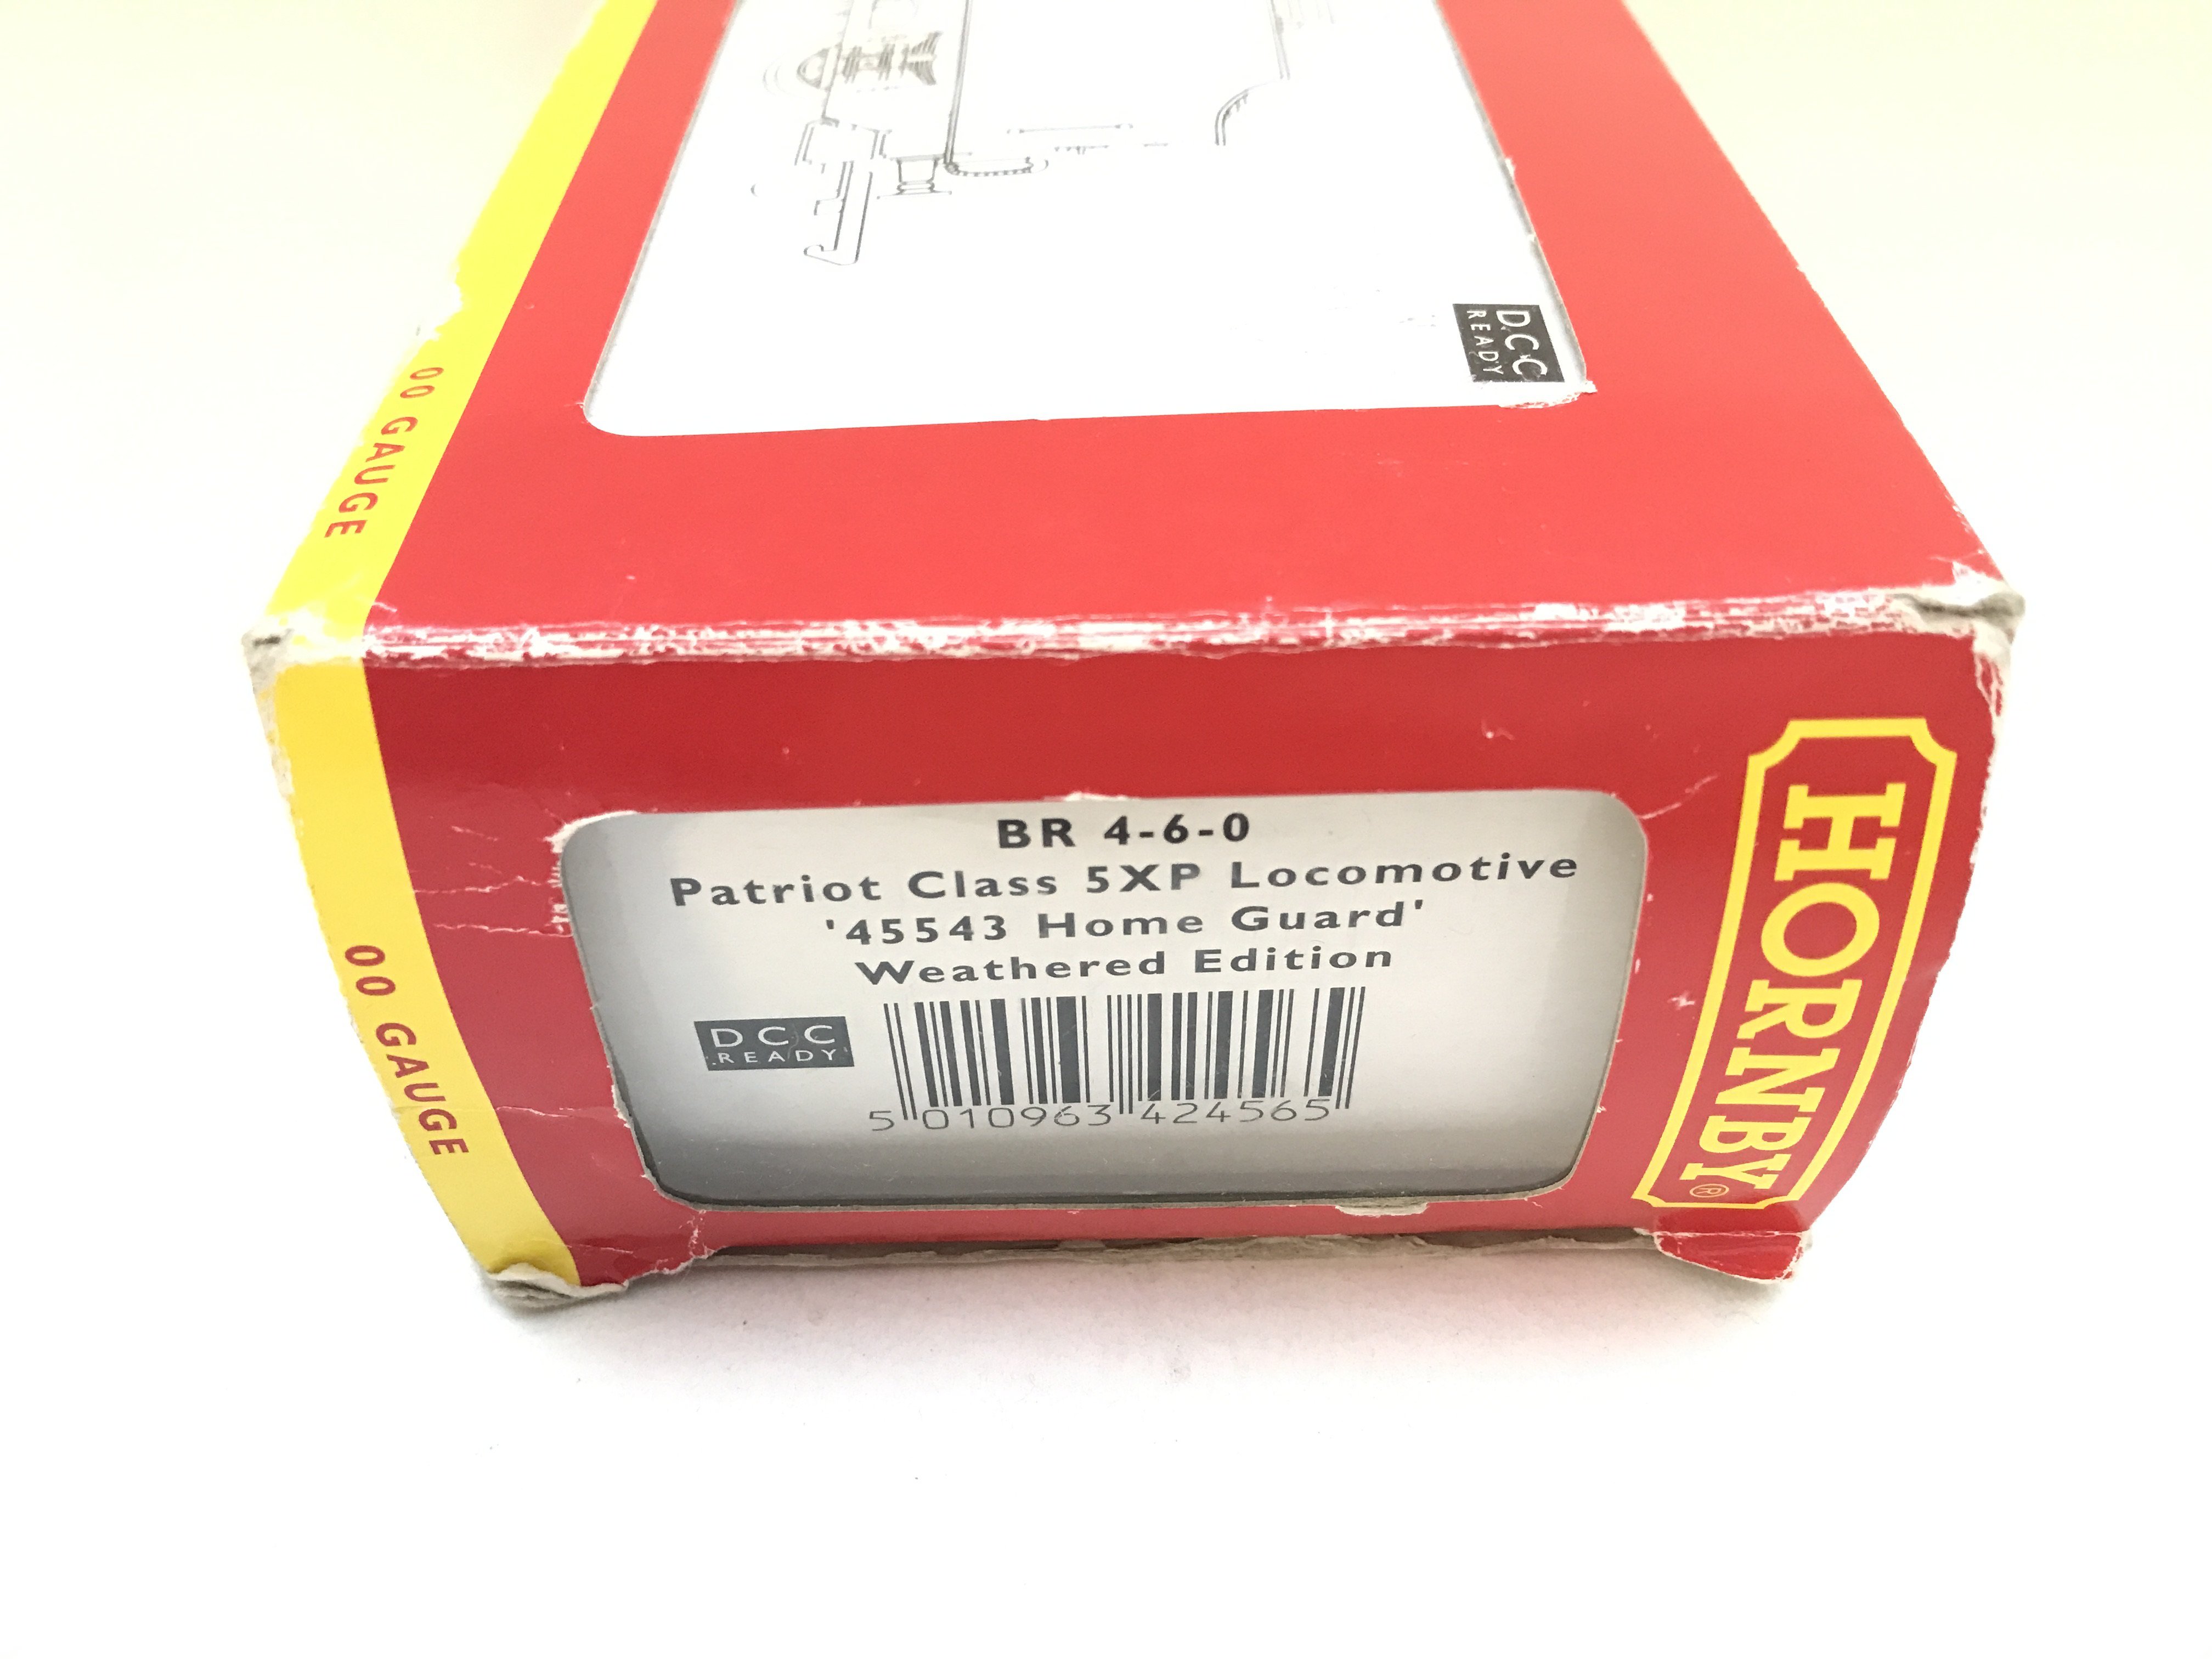 DCC
READY
00 GAUGE
BR 4-6-0
Patriot Class 5XP Locomotive
'45543 Home Guard'
Weathered Edition
DCC
READY
5 010963 424565
00 GAUGE
HORNBY®